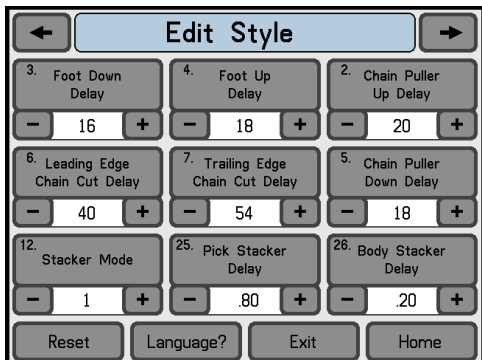 Edit Style
3. Foot Down
Delay
- 16 +
4. Foot Up
Delay
- 18 +
2. Chain Puller
Up Delay
- 20 +
6. Leading Edge
Chain Cut Delay
- 40 +
7. Trailing Edge
Chain Cut Delay
- 54 +
5. Chain Puller
Down Delay
- 18 +
12.
Stacker Mode
- 1 +
25. Pick Stacker
Delay
- .80 +
26. Body Stacker
Delay
- .20 +
Reset
Language?
Exit
Home